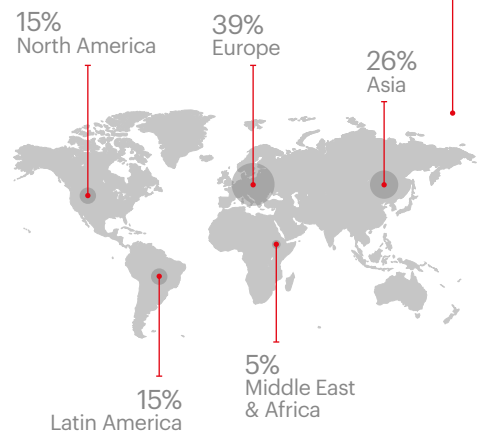 15%
North America
39%
Europe
26%
Asia
15%
Latin America
5%
Middle East
& Africa